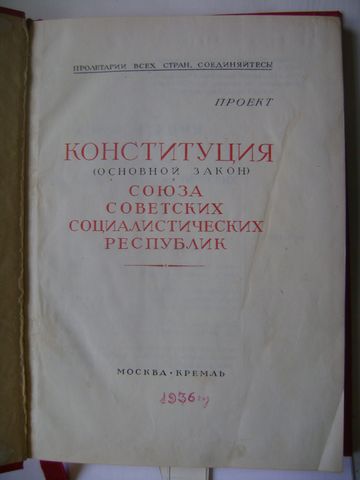 ПРОЛЕТАРИИ ВСЕХ СТРАН, СОЕДИНЯЙТЕСЬ!
ПРОЕКТ
КОНСТИТУЦИЯ
(ОСНОВНОЙ ЗАКОН)
СОЮЗА
СОВЕТСКИХ
СОЦИАЛИСТИЧЕСКИХ
РЕСПУБЛИК
МОСКВА • КРЕМЛЬ
1936